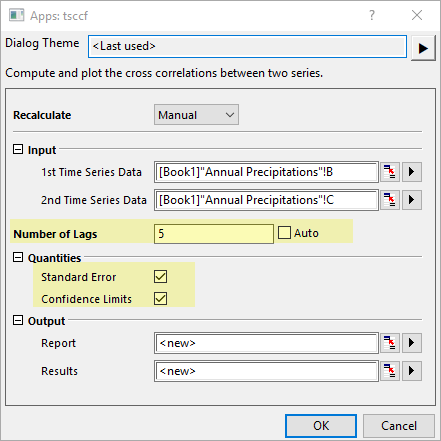 Apps: tsccf
Dialog Theme <Last used>
Compute and plot the cross correlations between two series.
Recalculate Manual
Input
1st Time Series Data [Book1]"Annual Precipitations"!B
2nd Time Series Data [Book1]"Annual Precipitations"!C
Number of Lags 5 Auto
Quantities
Standard Error
Confidence Limits
Output
Report <new>
Results <new>
OK Cancel